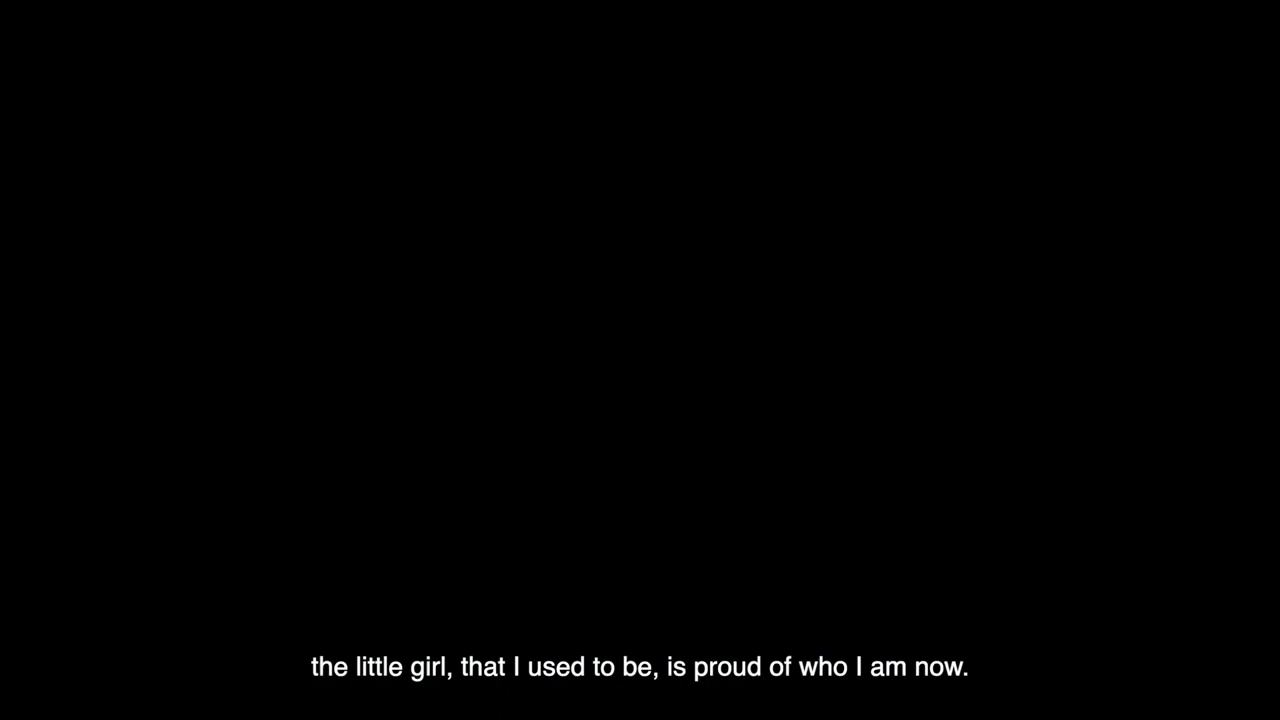 the little girl, that I used to be, is proud of who I am now.